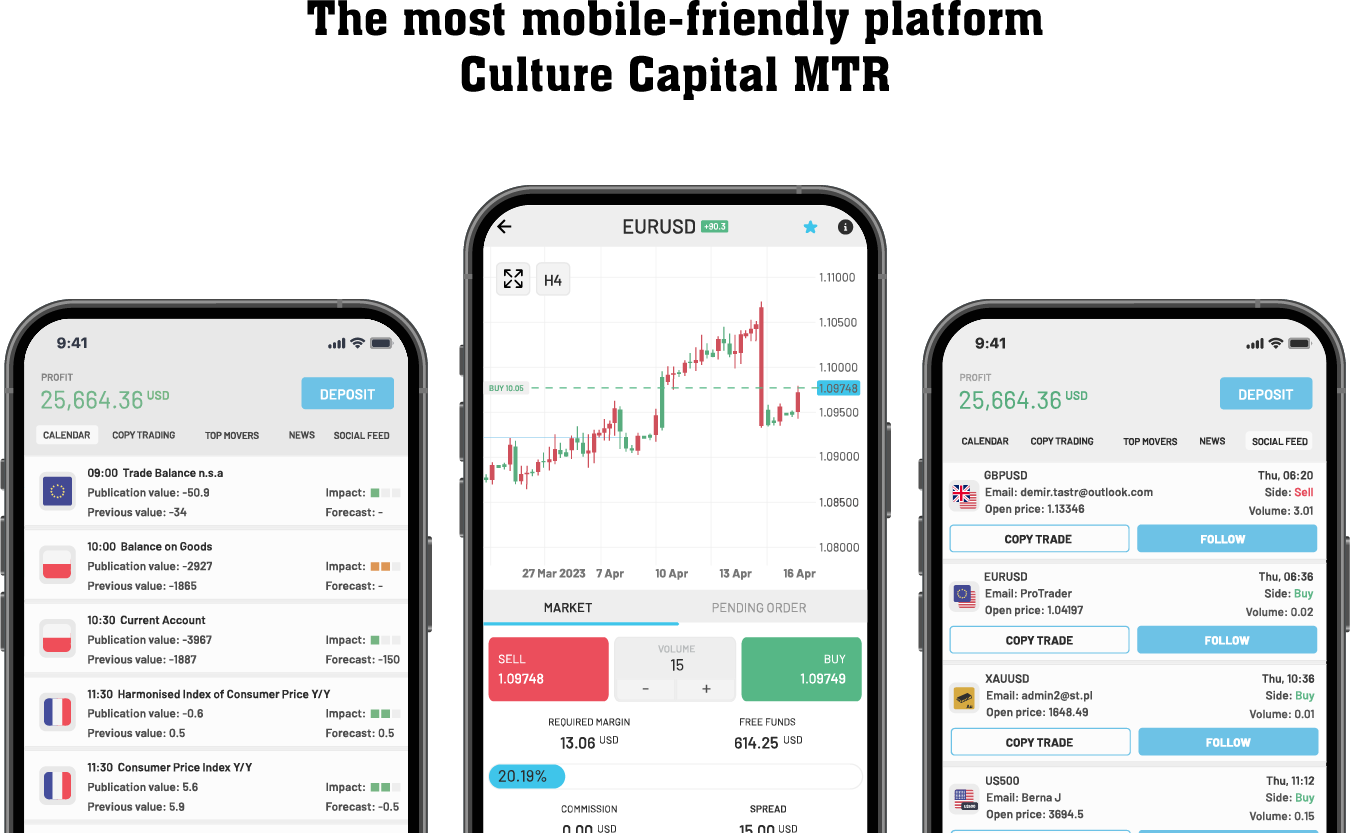 The most mobile-friendly platform
Culture Capital MTR
9:41
PROFIT
25,664.36 USD
DEPOSIT
CALENDAR COPY TRADING TOP MOVERS NEWS SOCIAL FEED
09:00 Trade Balance n.s.a
Publication value: -50.9 Impact:
Previous value: -34 Forecast: -
10:00 Balance on Goods
Publication value: -2927 Impact:
Previous value: -1865 Forecast: -
10:30 Current Account
Publication value: -3967 Impact:
Previous value: -1887 Forecast: -150
11:30 Harmonised Index of Consumer Price Y/Y
Publication value: -0.6 Impact:
Previous value: 0.5 Forecast: 0.5
11:30 Consumer Price Index Y/Y
Publication value: 5.6 Impact:
Previous value: 5.9 Forecast: -0.5
EURUSD +90.3
H4
1.11000
1.10500
1.10000
BUY 10.05 1.09748
1.09500
1.09000
1.08500
1.08000
27 Mar 2023 7 Apr 10 Apr 13 Apr 16 Apr
MARKET PENDING ORDER
SELL
1.09748
VOLUME
15
- +
BUY
1.09749
REQUIRED MARGIN FREE FUNDS
13.06 USD 614.25 USD
20.19%
COMMISSION SPREAD
0.00 USD 15.00 USD
9:41
PROFIT
25,664.36 USD
DEPOSIT
CALENDAR COPY TRADING TOP MOVERS NEWS SOCIAL FEED
GBPUSD Thu, 06:20
Email: demir.tastr@outlook.com Side: Sell
Open price: 1.13346 Volume: 3.01
COPY TRADE FOLLOW
EURUSD Thu, 06:36
Email: ProTrader Side: Buy
Open price: 1.04197 Volume: 0.02
COPY TRADE FOLLOW
XAUUSD Thu, 10:36
Email: admin2@st.pl Side: Buy
Open price: 1648.49 Volume: 0.01
Au
COPY TRADE FOLLOW
US500 Thu, 11:12
Email: Berna J Side: Buy
Open price: 3694.5 Volume: 0.15
US500